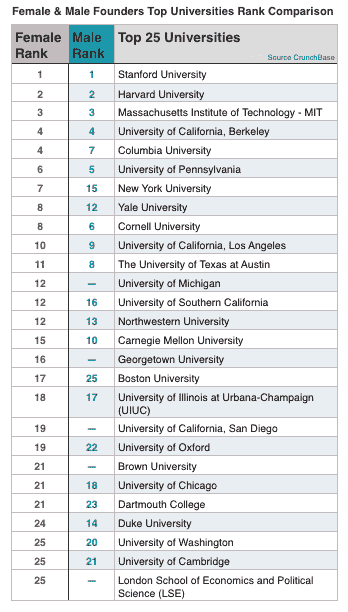 Female & Male Founders Top Universities Rank Comparison
Female Rank Male Rank Top 25 Universities
Source CrunchBase
1 1 Stanford University
2 2 Harvard University
3 3 Massachusetts Institute of Technology - MIT
4 4 University of California, Berkeley
4 7 Columbia University
6 5 University of Pennsylvania
7 15 New York University
8 12 Yale University
8 6 Cornell University
10 9 University of California, Los Angeles
11 8 The University of Texas at Austin
12 — University of Michigan
12 16 University of Southern California
12 13 Northwestern University
15 10 Carnegie Mellon University
16 — Georgetown University
17 25 Boston University
18 17 University of Illinois at Urbana-Champaign
(UIUC)
19 — University of California, San Diego
19 22 University of Oxford
21 — Brown University
21 18 University of Chicago
21 23 Dartmouth College
24 14 Duke University
25 20 University of Washington
25 21 University of Cambridge
25 — London School of Economics and Political
Science (LSE)